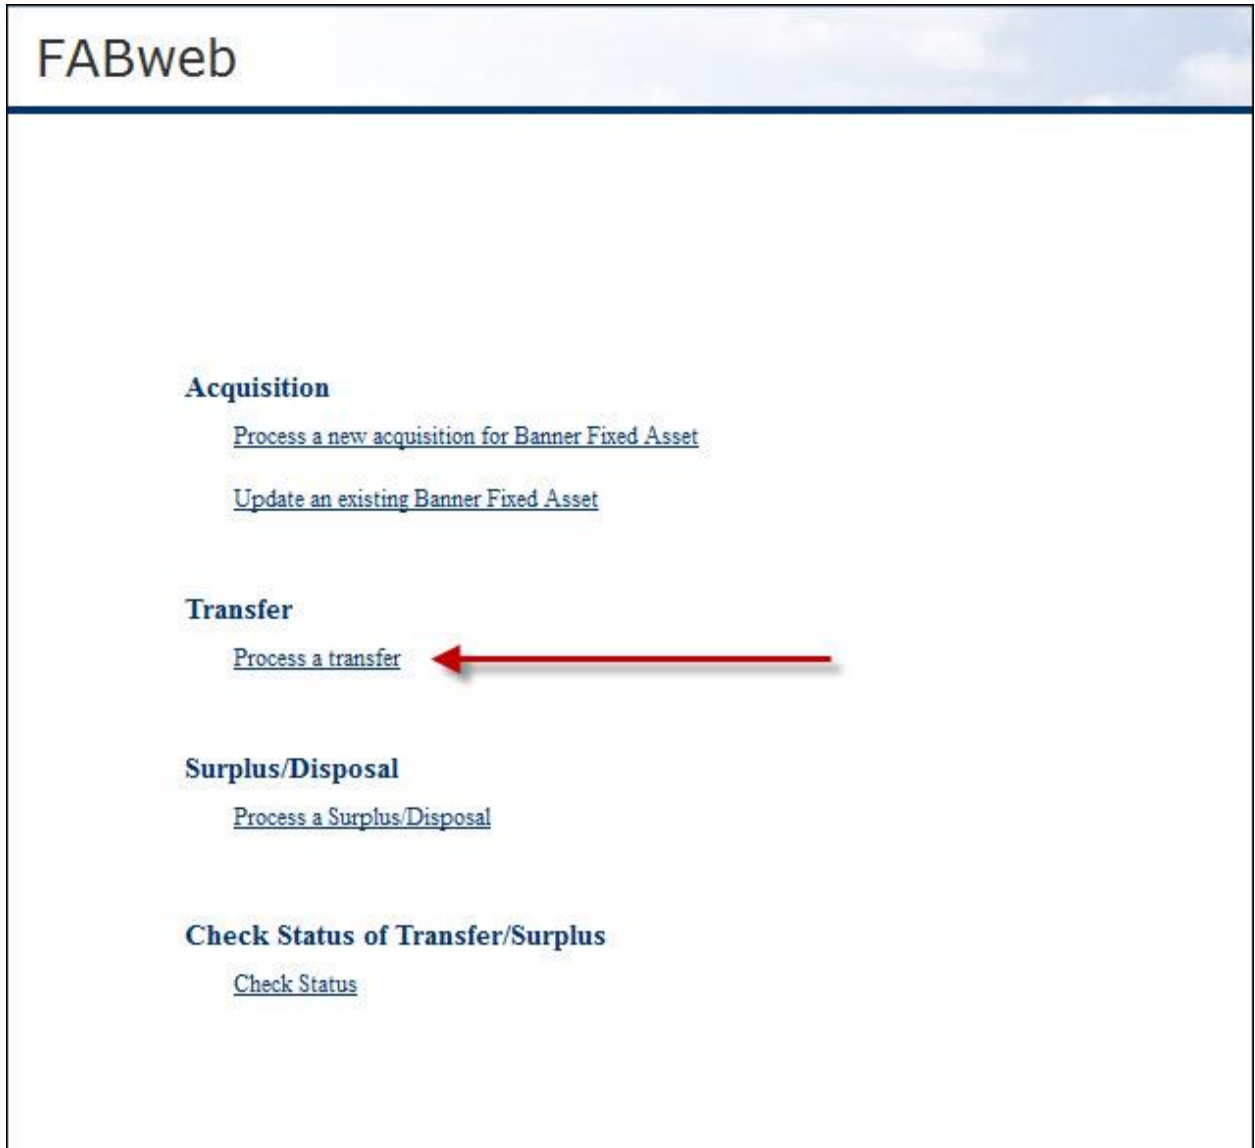 FABweb
Acquisition
Process a new acquisition for Banner Fixed Asset
Update an existing Banner Fixed Asset
Transfer
Process a transfer
Surplus/Disposal
Process a Surplus/Disposal
Check Status of Transfer/Surplus
Check Status